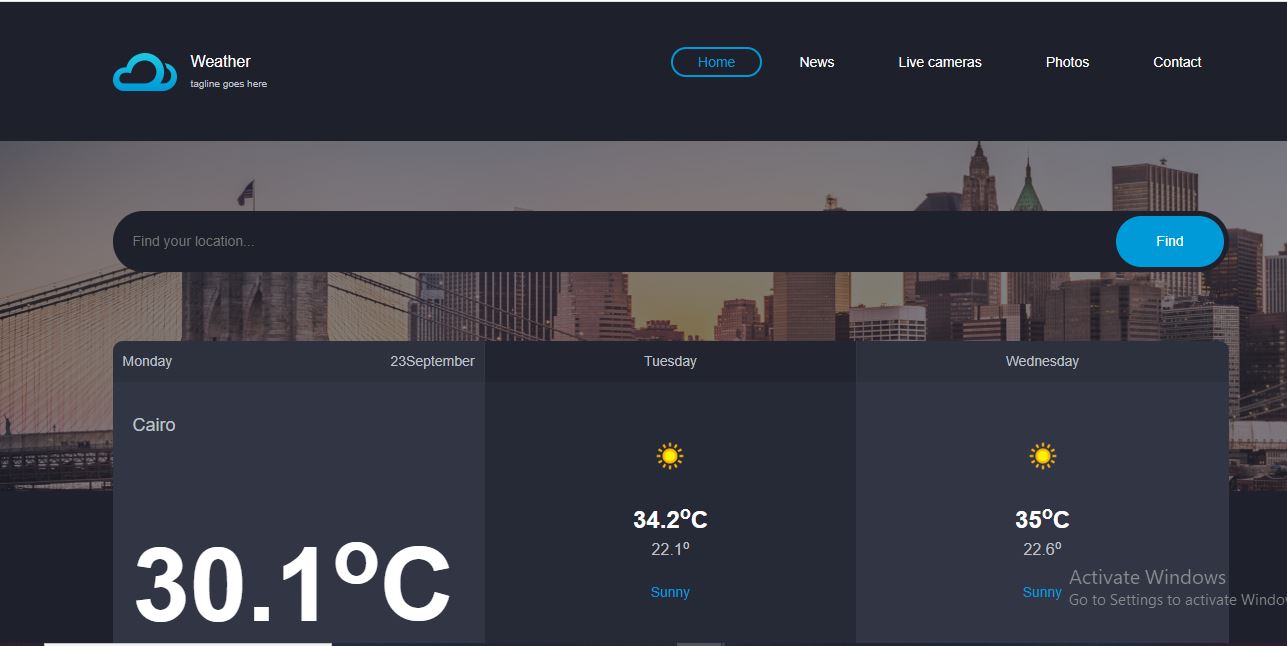 Weather
tagline goes here
Home
News
Live cameras
Photos
Contact
Find your location...
Find
Monday
23September
Tuesday
Wednesday
Cairo
30.1°C
34.2°C
22.1°
Sunny
35°C
22.6°
Sunny
Activate Windows
Go to Settings to activate Windo